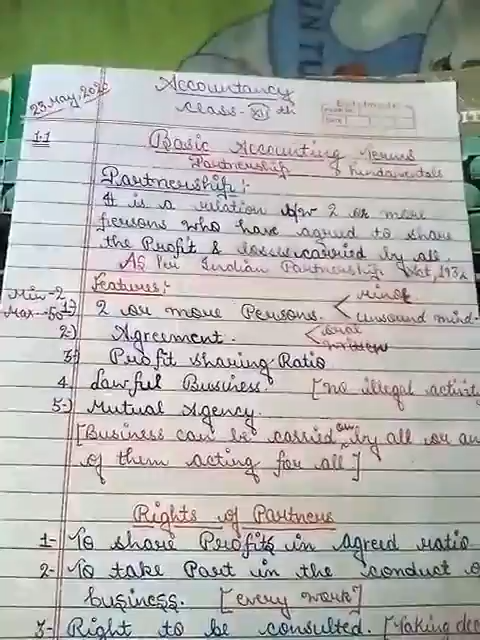 INTU
23 May 2020
Accountancy
Class - XII th
1.1
Basic Accounting Terms
Partnership & Fundamentals
Partnership:-
It is a relation b/w 2 or more
persons who have agreed to share
the Profit & losses carried by all.
As Per Indian Partnership Act, 1932
Features:-
Min-2
Max-50
1) 2 or more Persons. < minor
unsound mind
2) Agreement. < oral
written
3) Profit sharing Ratio
4. Lawful Business. [no illegal activit
5-) Mutual Agency.
[Business can be carried on by all or an
of them acting for all]
Rights of Partners
1- To share Profits in Agreed ratio
2- To take Part in the conduct o
business. [every work]
3- Right to be consulted. [Taking dec